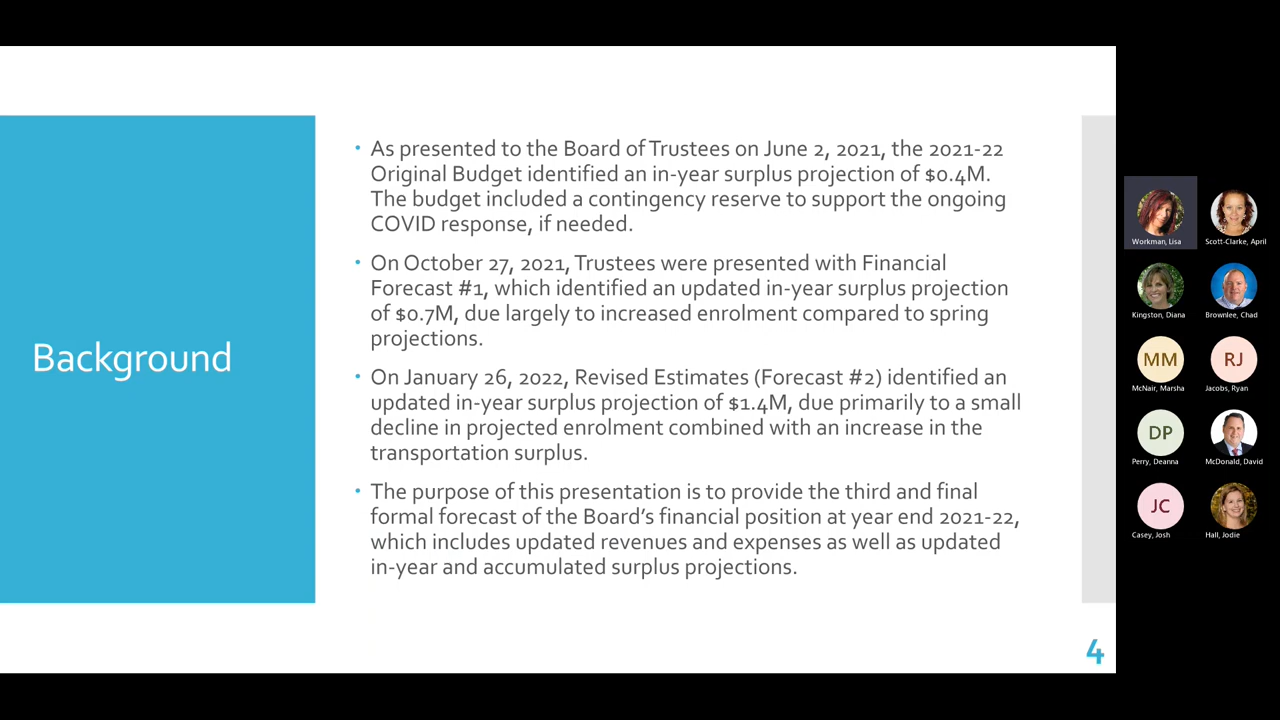 Background
• As presented to the Board of Trustees on June 2, 2021, the 2021-22
Original Budget identified an in-year surplus projection of $0.4M.
The budget included a contingency reserve to support the ongoing
COVID response, if needed.
• On October 27, 2021, Trustees were presented with Financial
Forecast #1, which identified an updated in-year surplus projection
of $0.7M, due largely to increased enrolment compared to spring
projections.
• On January 26, 2022, Revised Estimates (Forecast #2) identified an
updated in-year surplus projection of $1.4M, due primarily to a small
decline in projected enrolment combined with an increase in the
transportation surplus.
• The purpose of this presentation is to provide the third and final
formal forecast of the Board's financial position at year end 2021-22,
which includes updated revenues and expenses as well as updated
in-year and accumulated surplus projections.
4
Workman, Lisa
Scott-Clarke, April
Kingston, Diana
Brownlee, Chad
MM
RJ
McNair, Marsha
Jacobs, Ryan
DP
Perry, Deanna
McDonald, David
JC
Casey, Josh
Hall, Jodie